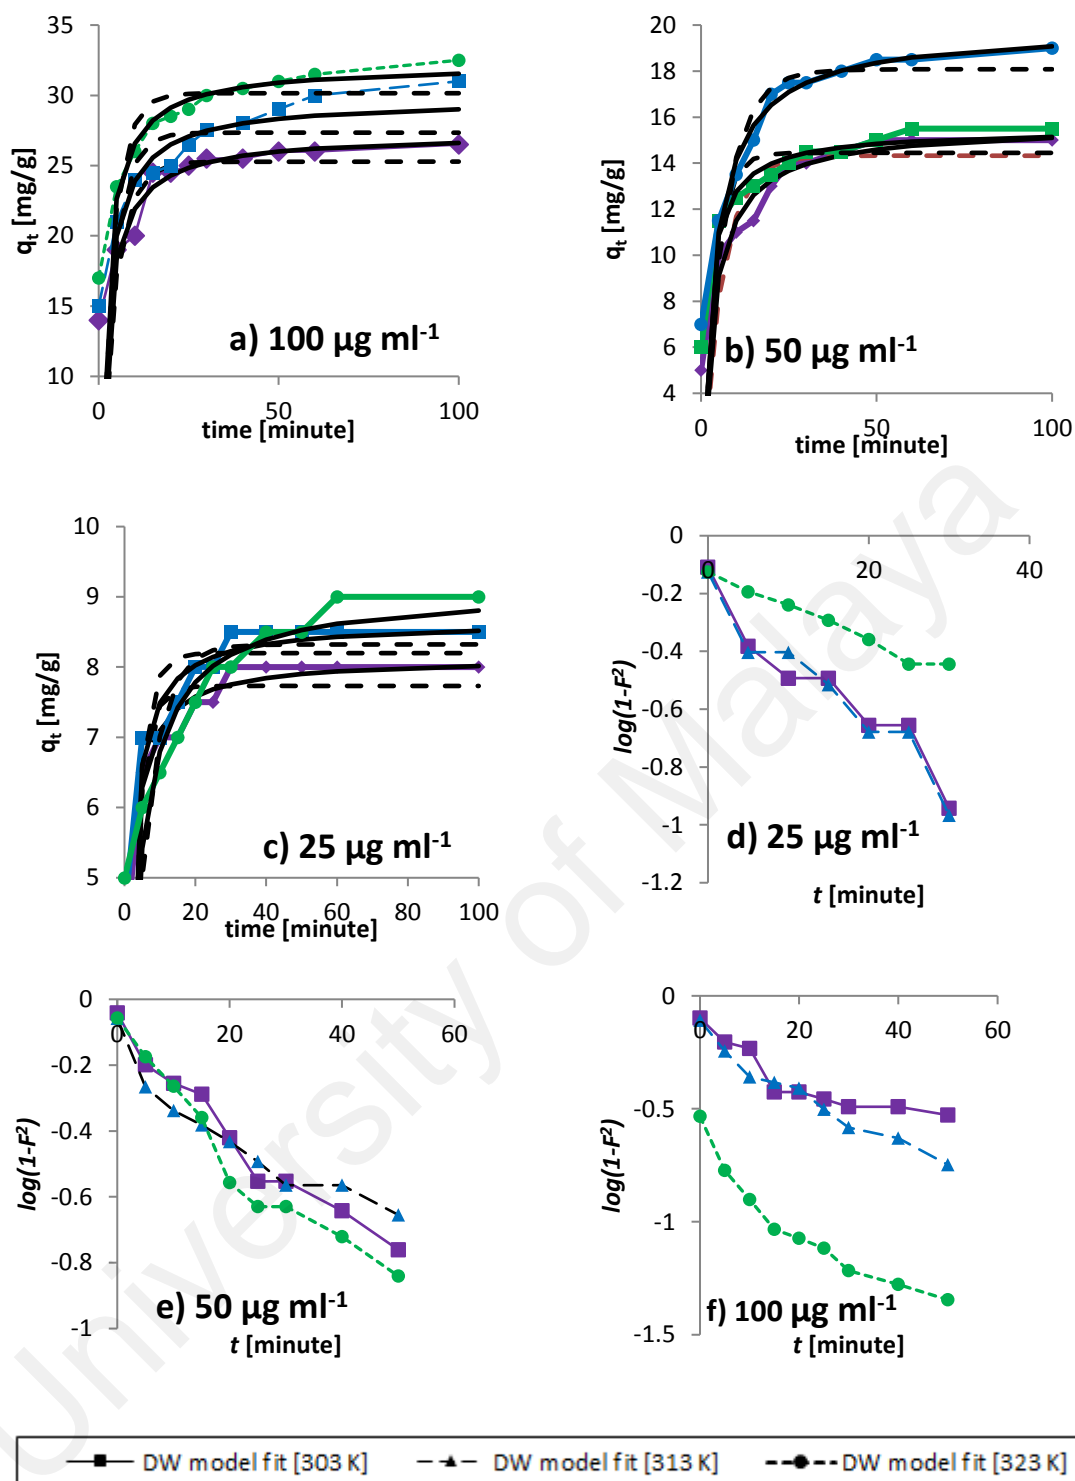 35
30
25
20
15
10
q_t [mg/g]
0
50
100
time [minute]
a) 100 µg ml⁻¹
20
18
16
14
12
10
8
6
4
q_t [mg/g]
0
50
100
time [minute]
b) 50 µg ml⁻¹
10
9
8
7
6
5
q_t [mg/g]
0 20 40 60 80 100
time [minute]
c) 25 µg ml⁻¹
0
-0.2
-0.4
-0.6
-0.8
-1
-1.2
log(1-F²)
0 20 40
t [minute]
d) 25 µg ml⁻¹
0
-0.2
-0.4
-0.6
-0.8
-1
log(1-F²)
0 20 40 60
e) 50 µg ml⁻¹
t [minute]
0
-0.5
-1
-1.5
log(1-F²)
0 20 40 60
f) 100 µg ml⁻¹
t [minute]
DW model fit [303 K] DW model fit [313 K] DW model fit [323 K]
University of Malaya